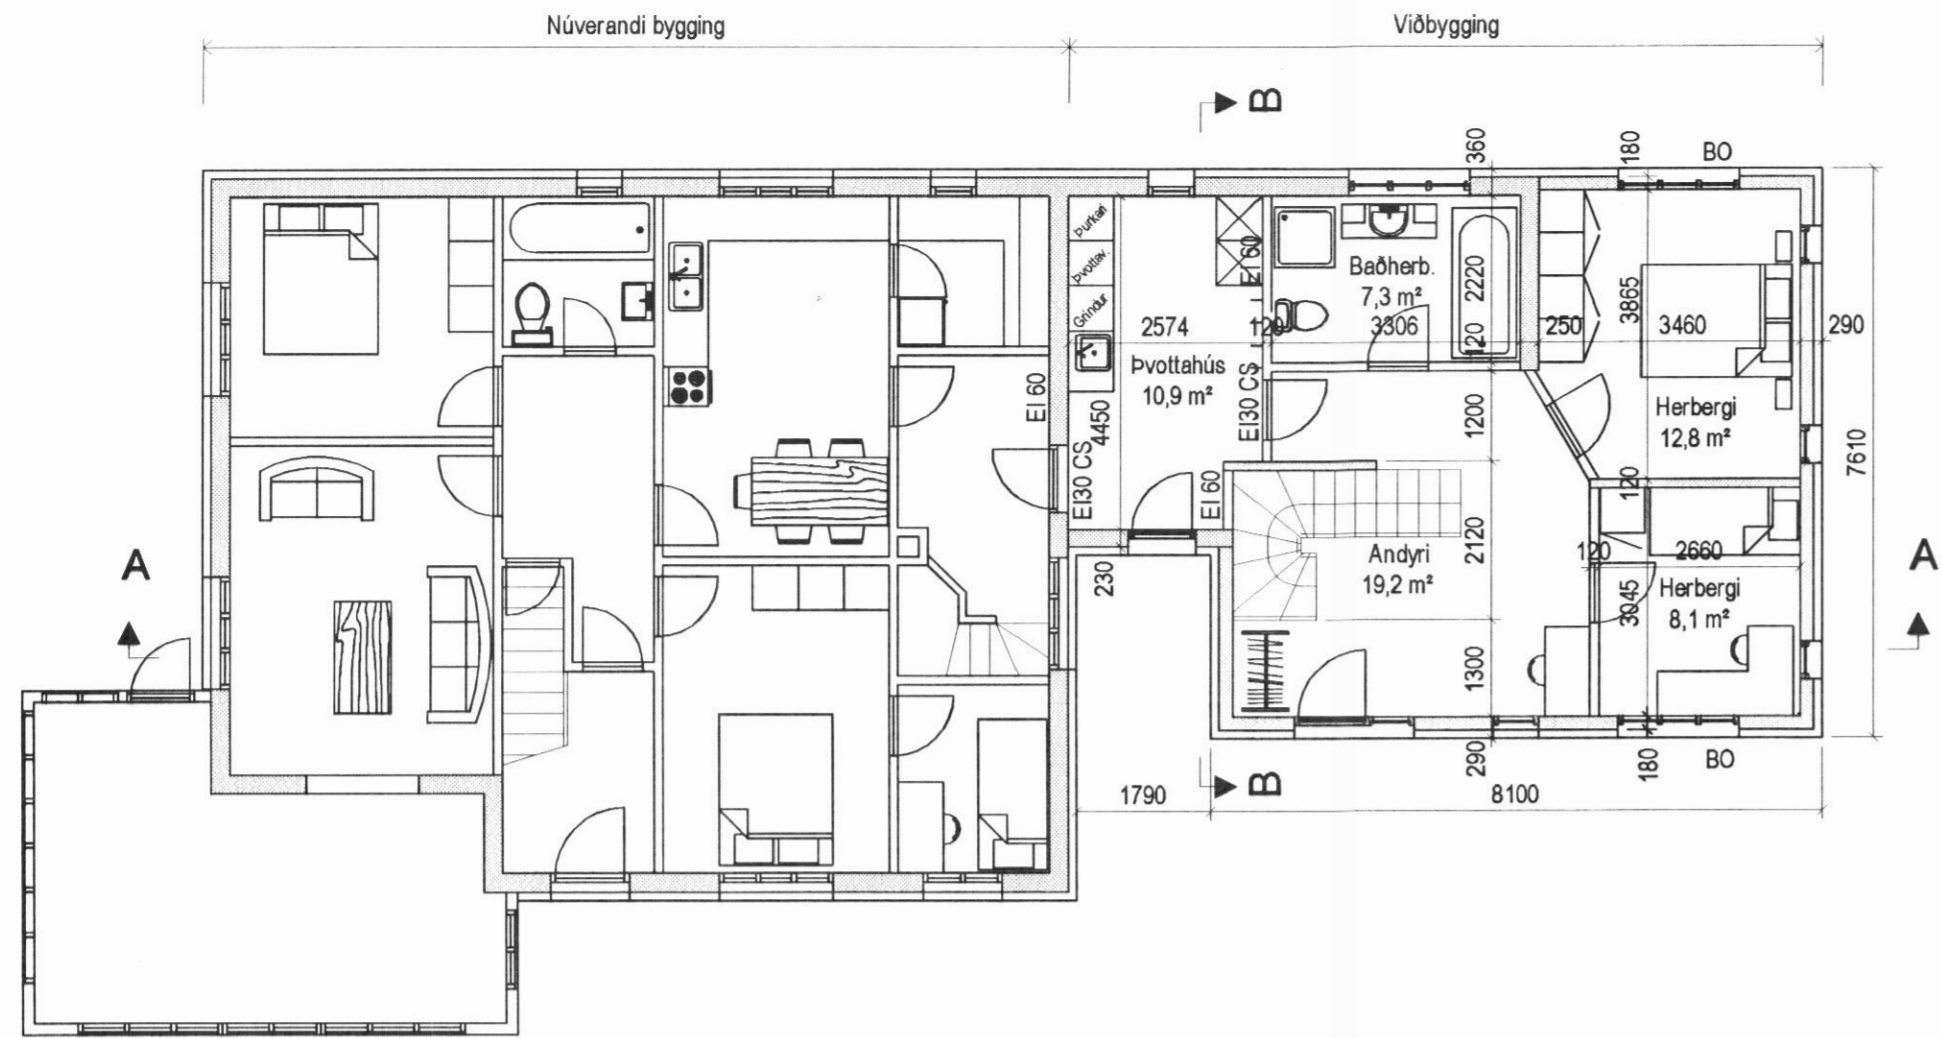 Núverandi bygging
Viðbygging
B
360
180
BO
Þurkari
Þvottav.
Grindur
EI 60
Baðherb.
7,3 m²
2220
3865
2574
120
3306
120
250
3460
290
Þvottahús
10,9 m²
EI 60
EI30 CS
4450
EI30 CS
1200
Herbergi
12,8 m²
7610
120
EI 60
A
Andyri
19,2 m²
2120
120
2660
A
230
Herbergi
8,1 m²
3045
1300
290
180
BO
B
1790
8100